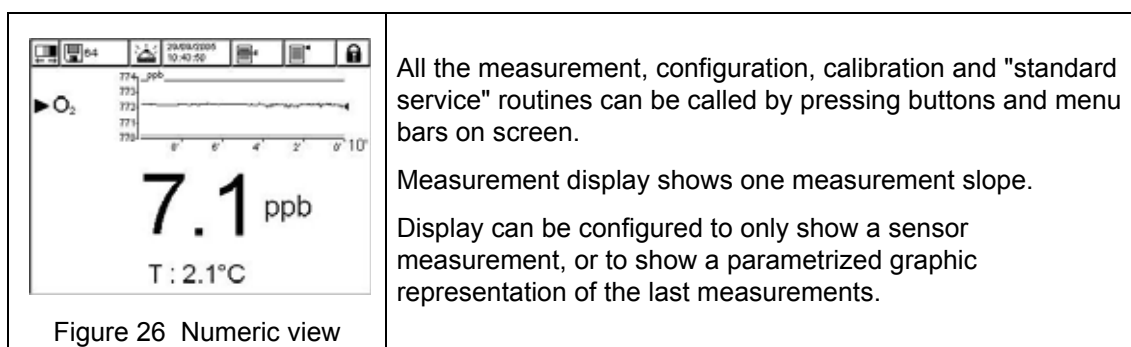 64
29/09/2005
10:40:50
774 ppb
773
772
771
770
8' 6' 4' 2' 0' 10'
O₂
7.1 ppb
T : 2.1°C
Figure 26 Numeric view
All the measurement, configuration, calibration and "standard
service" routines can be called by pressing buttons and menu
bars on screen.
Measurement display shows one measurement slope.
Display can be configured to only show a sensor
measurement, or to show a parametrized graphic
representation of the last measurements.